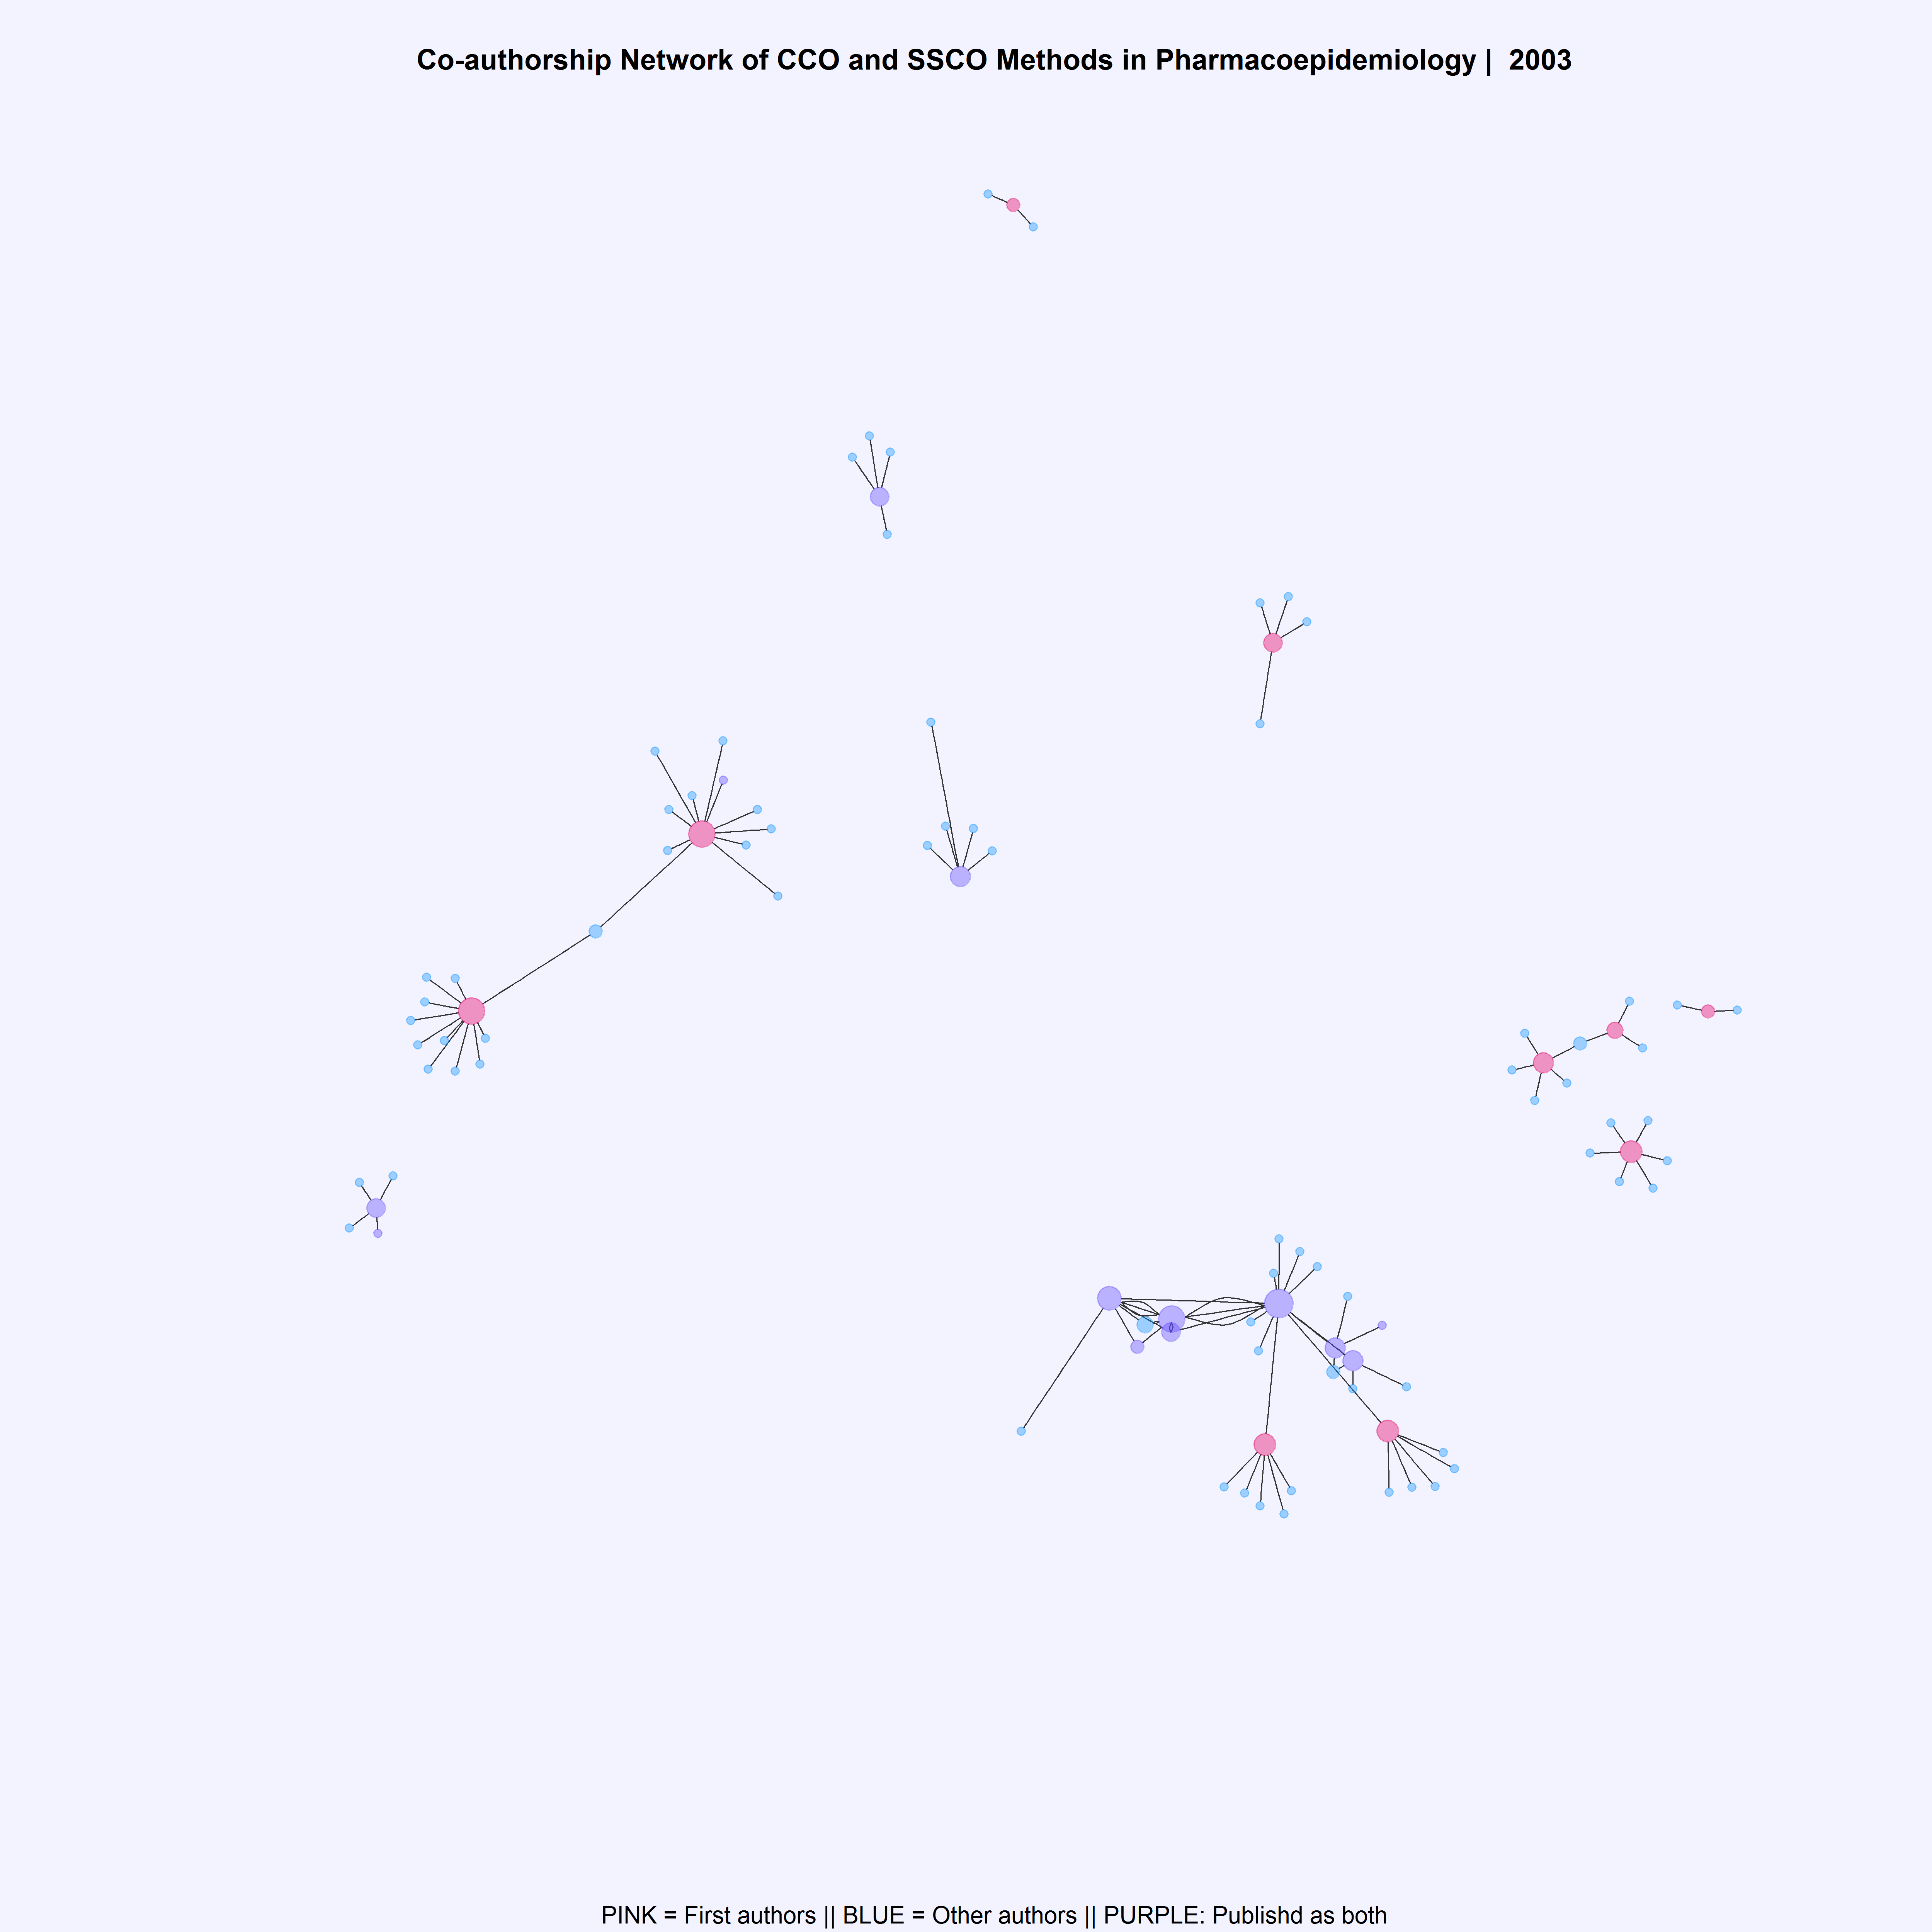 Co-authorship Network of CCO and SSCO Methods in Pharmacoepidemiology |  2003
PINK = First authors || BLUE = Other authors || PURPLE: Publishd as both